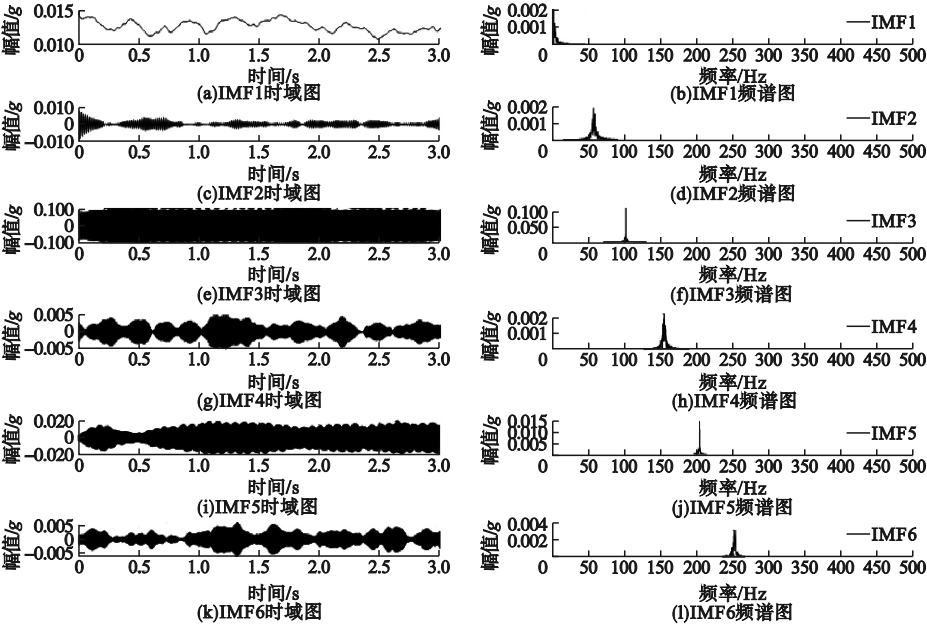 幅值/g
0.015
0.010
0 0.5 1.0 1.5 2.0 2.5 3.0
时间/s
(a)IMF1时域图
幅值/g
0.002
0.001
IMF1
0 50 100 150 200 250 300 350 400 450 500
频率/Hz
(b)IMF1频谱图
幅值/g
0.010
0
−0.010
0 0.5 1.0 1.5 2.0 2.5 3.0
时间/s
(c)IMF2时域图
幅值/g
0.002
0.001
IMF2
0 50 100 150 200 250 300 350 400 450 500
频率/Hz
(d)IMF2频谱图
幅值/g
0.100
0
−0.100
0 0.5 1.0 1.5 2.0 2.5 3.0
时间/s
(e)IMF3时域图
幅值/g
0.100
0.050
IMF3
0 50 100 150 200 250 300 350 400 450 500
频率/Hz
(f)IMF3频谱图
幅值/g
0.005
0
−0.005
0 0.5 1.0 1.5 2.0 2.5 3.0
时间/s
(g)IMF4时域图
幅值/g
0.002
0.001
IMF4
0 50 100 150 200 250 300 350 400 450 500
频率/Hz
(h)IMF4频谱图
幅值/g
0.020
0
−0.020
0 0.5 1.0 1.5 2.0 2.5 3.0
时间/s
(i)IMF5时域图
幅值/g
0.015
0.010
0.005
IMF5
0 50 100 150 200 250 300 350 400 450 500
频率/Hz
(j)IMF5频谱图
幅值/g
0.005
0
−0.005
0 0.5 1.0 1.5 2.0 2.5 3.0
时间/s
(k)IMF6时域图
幅值/g
0.004
0.002
IMF6
0 50 100 150 200 250 300 350 400 450 500
频率/Hz
(l)IMF6频谱图